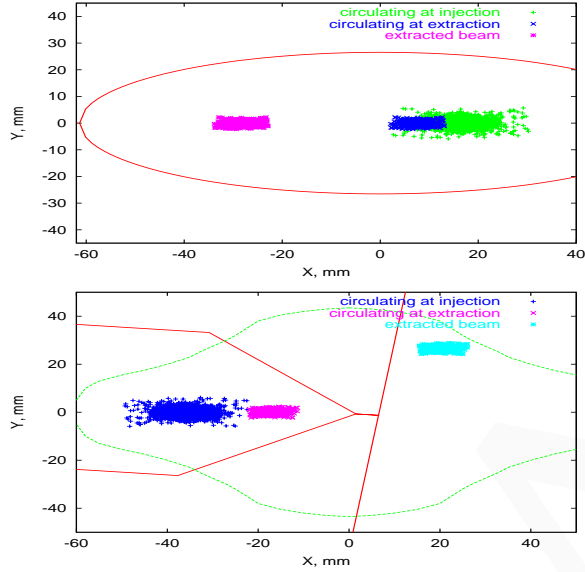 circulating at injection
circulating at extraction
extracted beam
40
30
20
10
0
-10
-20
-30
-40
Y, mm
-60
-40
-20
0
20
40
X, mm
circulating at injection
circulating at extraction
extracted beam
40
20
0
-20
-40
Y, mm
-60
-40
-20
0
20
40
X, mm